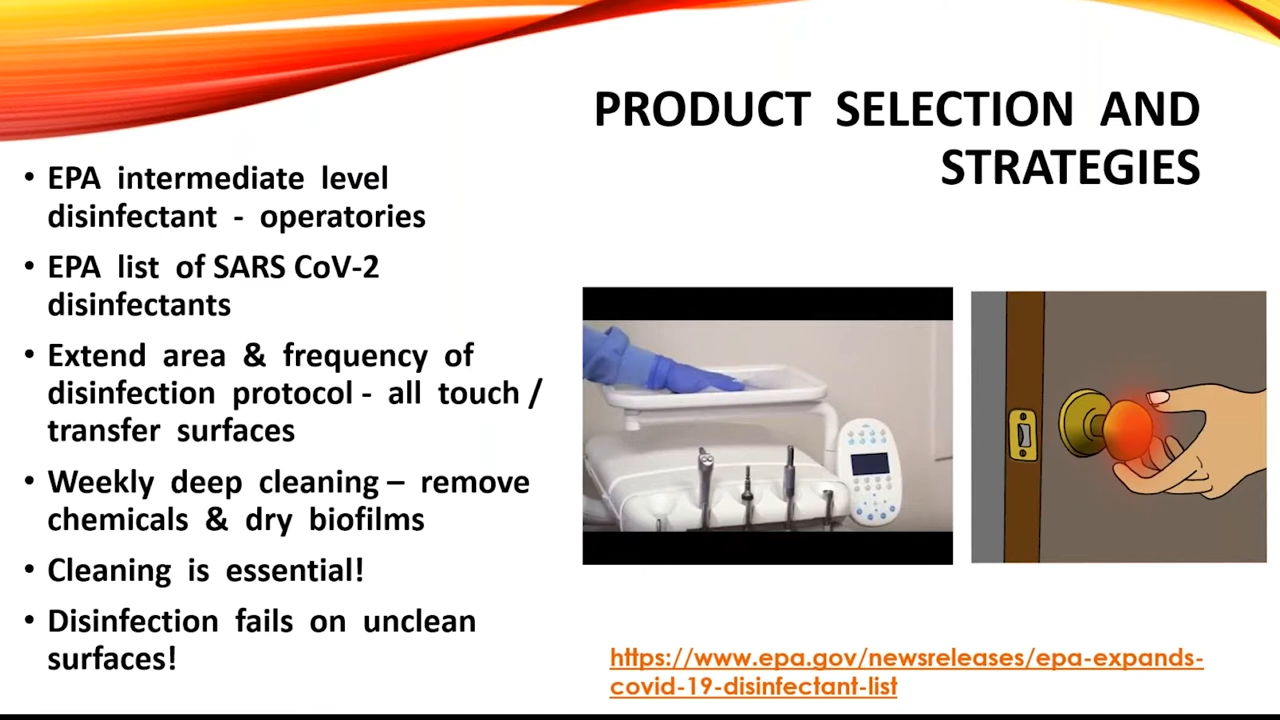 PRODUCT SELECTION AND
STRATEGIES
• EPA intermediate level
disinfectant - operatories
• EPA list of SARS CoV-2
disinfectants
• Extend area & frequency of
disinfection protocol - all touch /
transfer surfaces
• Weekly deep cleaning – remove
chemicals & dry biofilms
• Cleaning is essential!
• Disinfection fails on unclean
surfaces!
https://www.epa.gov/newsreleases/epa-expands-
covid-19-disinfectant-list